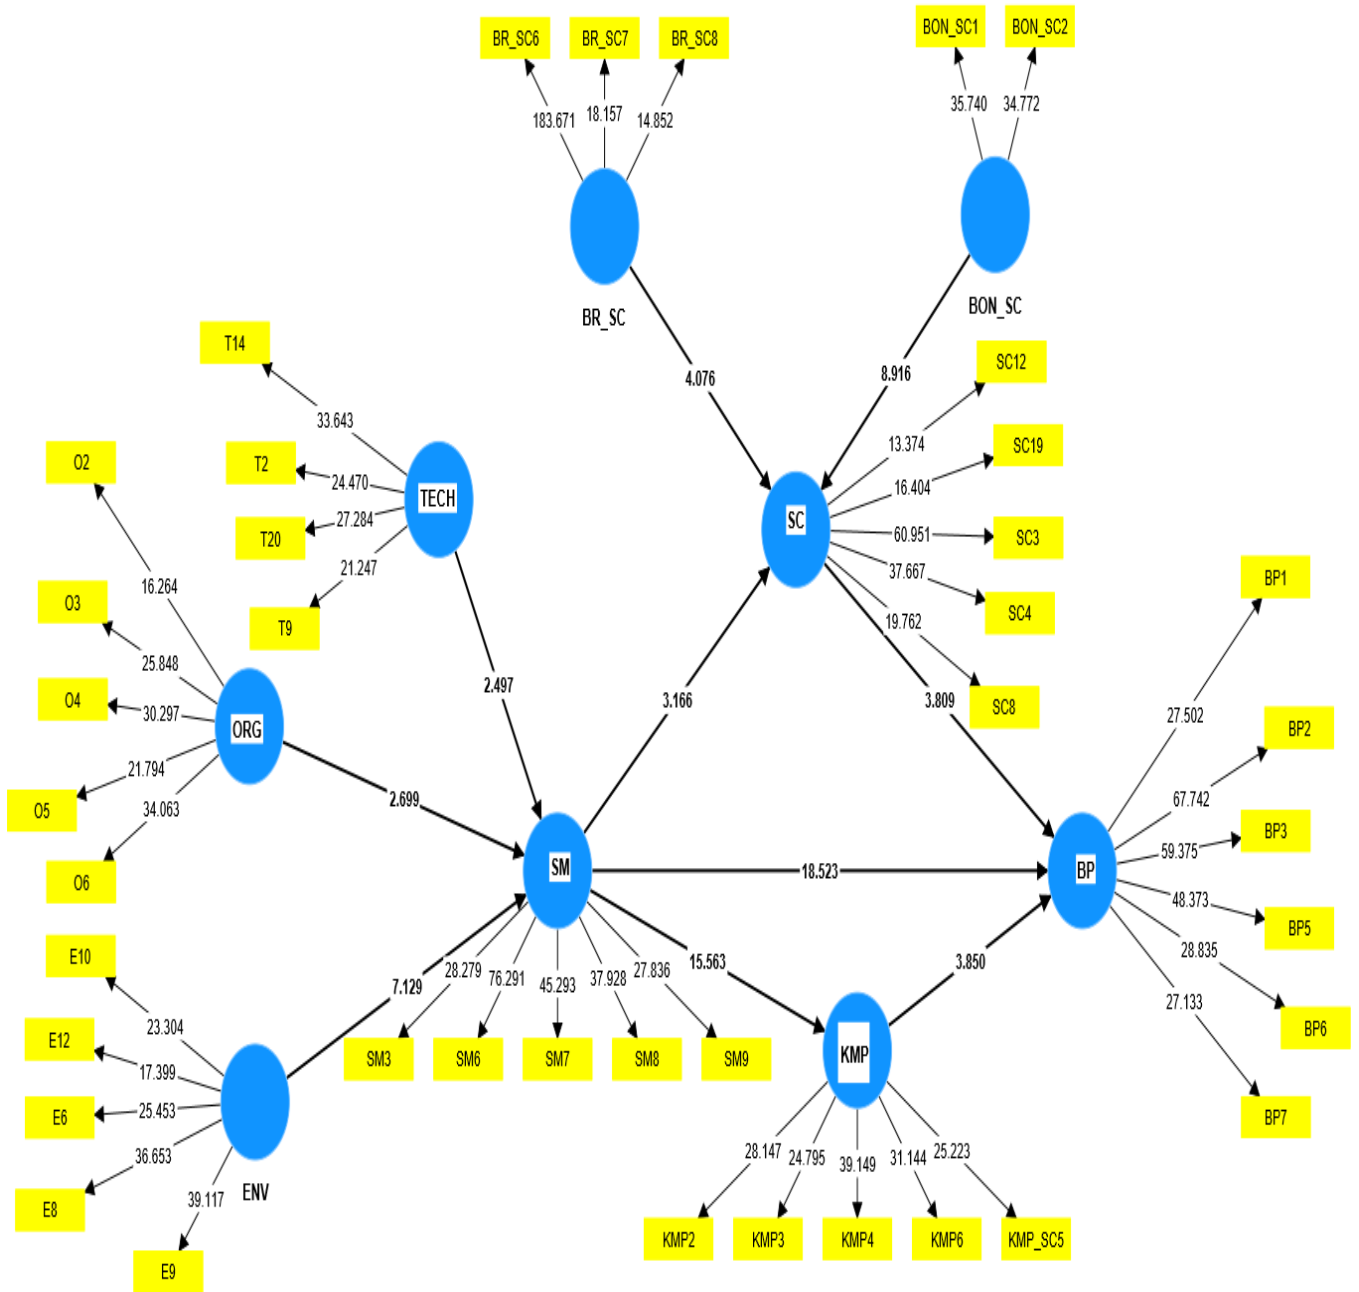 BR_SC6
BR_SC7
BR_SC8
BON_SC1
BON_SC2
183.671
18.157
14.852
35.740
34.772
BR_SC
BON_SC
4.076
8.916
T14
33.643
T2
24.470
T20
27.284
T9
21.247
TECH
SC12
13.374
SC19
16.404
SC3
60.951
SC4
37.667
SC8
19.762
SC
O2
16.264
O3
25.848
O4
30.297
O5
21.794
O6
34.063
ORG
2.497
2.699
3.166
3.809
BP1
27.502
BP2
67.742
BP3
59.375
BP5
48.373
BP6
28.835
BP7
27.133
BP
SM
18.523
15.563
3.850
7.129
28.279
76.291
45.293
37.928
27.836
SM3
SM6
SM7
SM8
SM9
E10
23.304
E12
17.399
E6
25.453
E8
36.653
E9
39.117
ENV
KMP
28.147
24.795
39.149
31.144
25.223
KMP2
KMP3
KMP4
KMP6
KMP_SC5